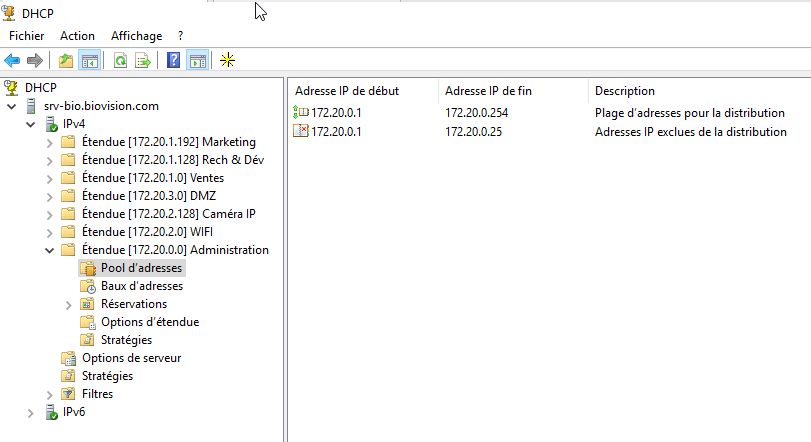 DHCP
Fichier Action Affichage ?
DHCP
srv-bio.biovision.com
IPv4
Étendue [172.20.1.192] Marketing
Étendue [172.20.1.128] Rech & Dév
Étendue [172.20.1.0] Ventes
Étendue [172.20.3.0] DMZ
Étendue [172.20.2.128] Caméra IP
Étendue [172.20.2.0] WIFI
Étendue [172.20.0.0] Administration
Pool d'adresses
Baux d'adresses
Réservations
Options d'étendue
Stratégies
Options de serveur
Stratégies
Filtres
IPv6
Adresse IP de début Adresse IP de fin Description
172.20.0.1 172.20.0.254 Plage d'adresses pour la distribution
172.20.0.1 172.20.0.25 Adresses IP exclues de la distribution